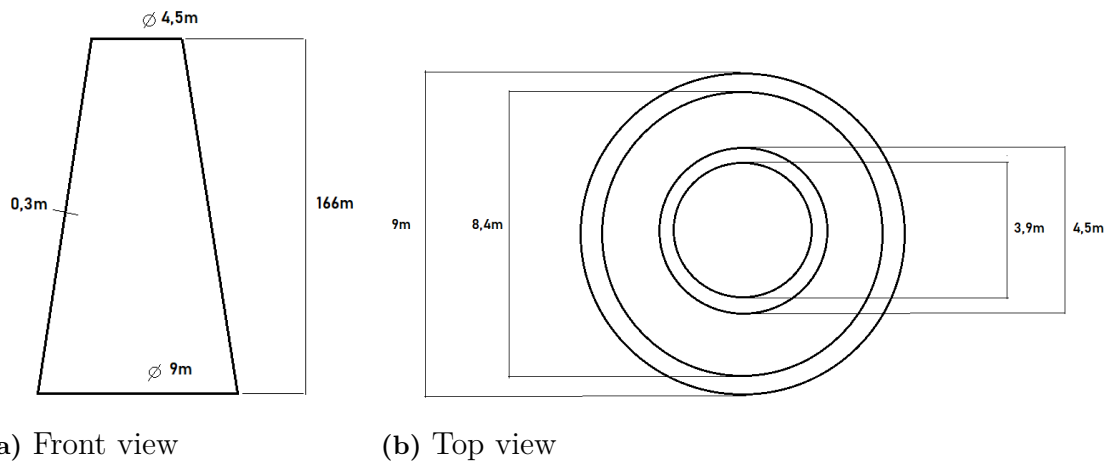 ⌀ 4,5m
0,3m
166m
⌀ 9m
9m
8,4m
3,9m
4,5m
a) Front view
(b) Top view